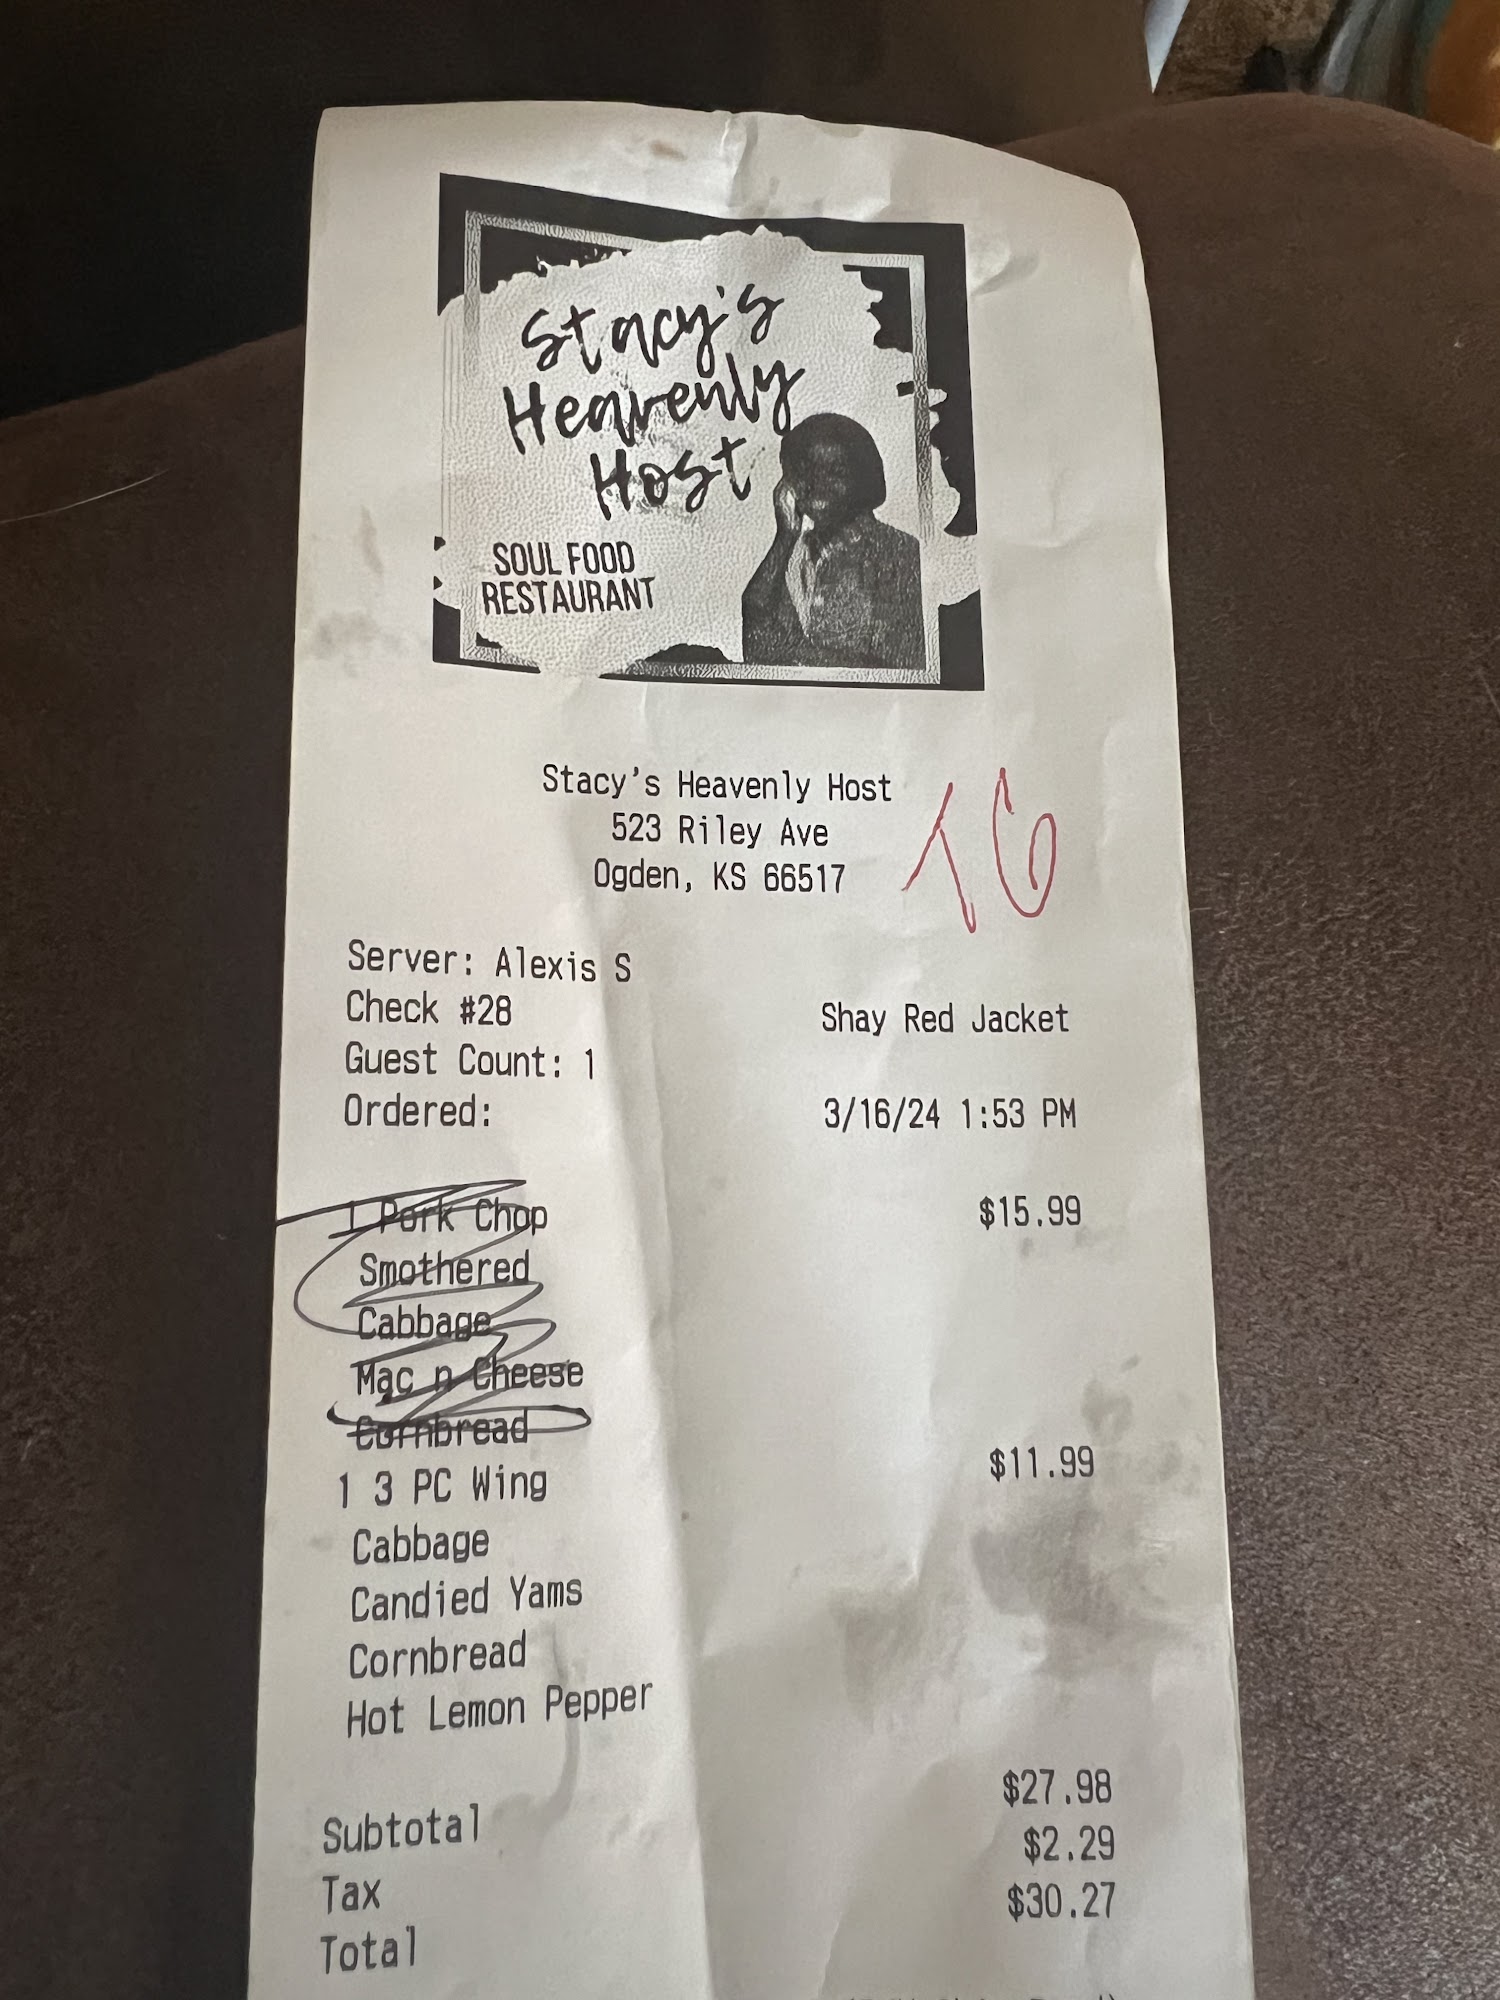 Stacy's
Heavenly
Host
SOUL FOOD
RESTAURANT
Stacy's Heavenly Host
523 Riley Ave
Ogden, KS 66517
TG
Server: Alexis S
Check #28 Shay Red Jacket
Guest Count: 1
Ordered: 3/16/24 1:53 PM
1 Pork Chop $15.99
Smothered
Cabbage
Mac n Cheese
Cornbread
1 3 PC Wing $11.99
Cabbage
Candied Yams
Cornbread
Hot Lemon Pepper
Subtotal $27.98
Tax $2.29
Total $30.27